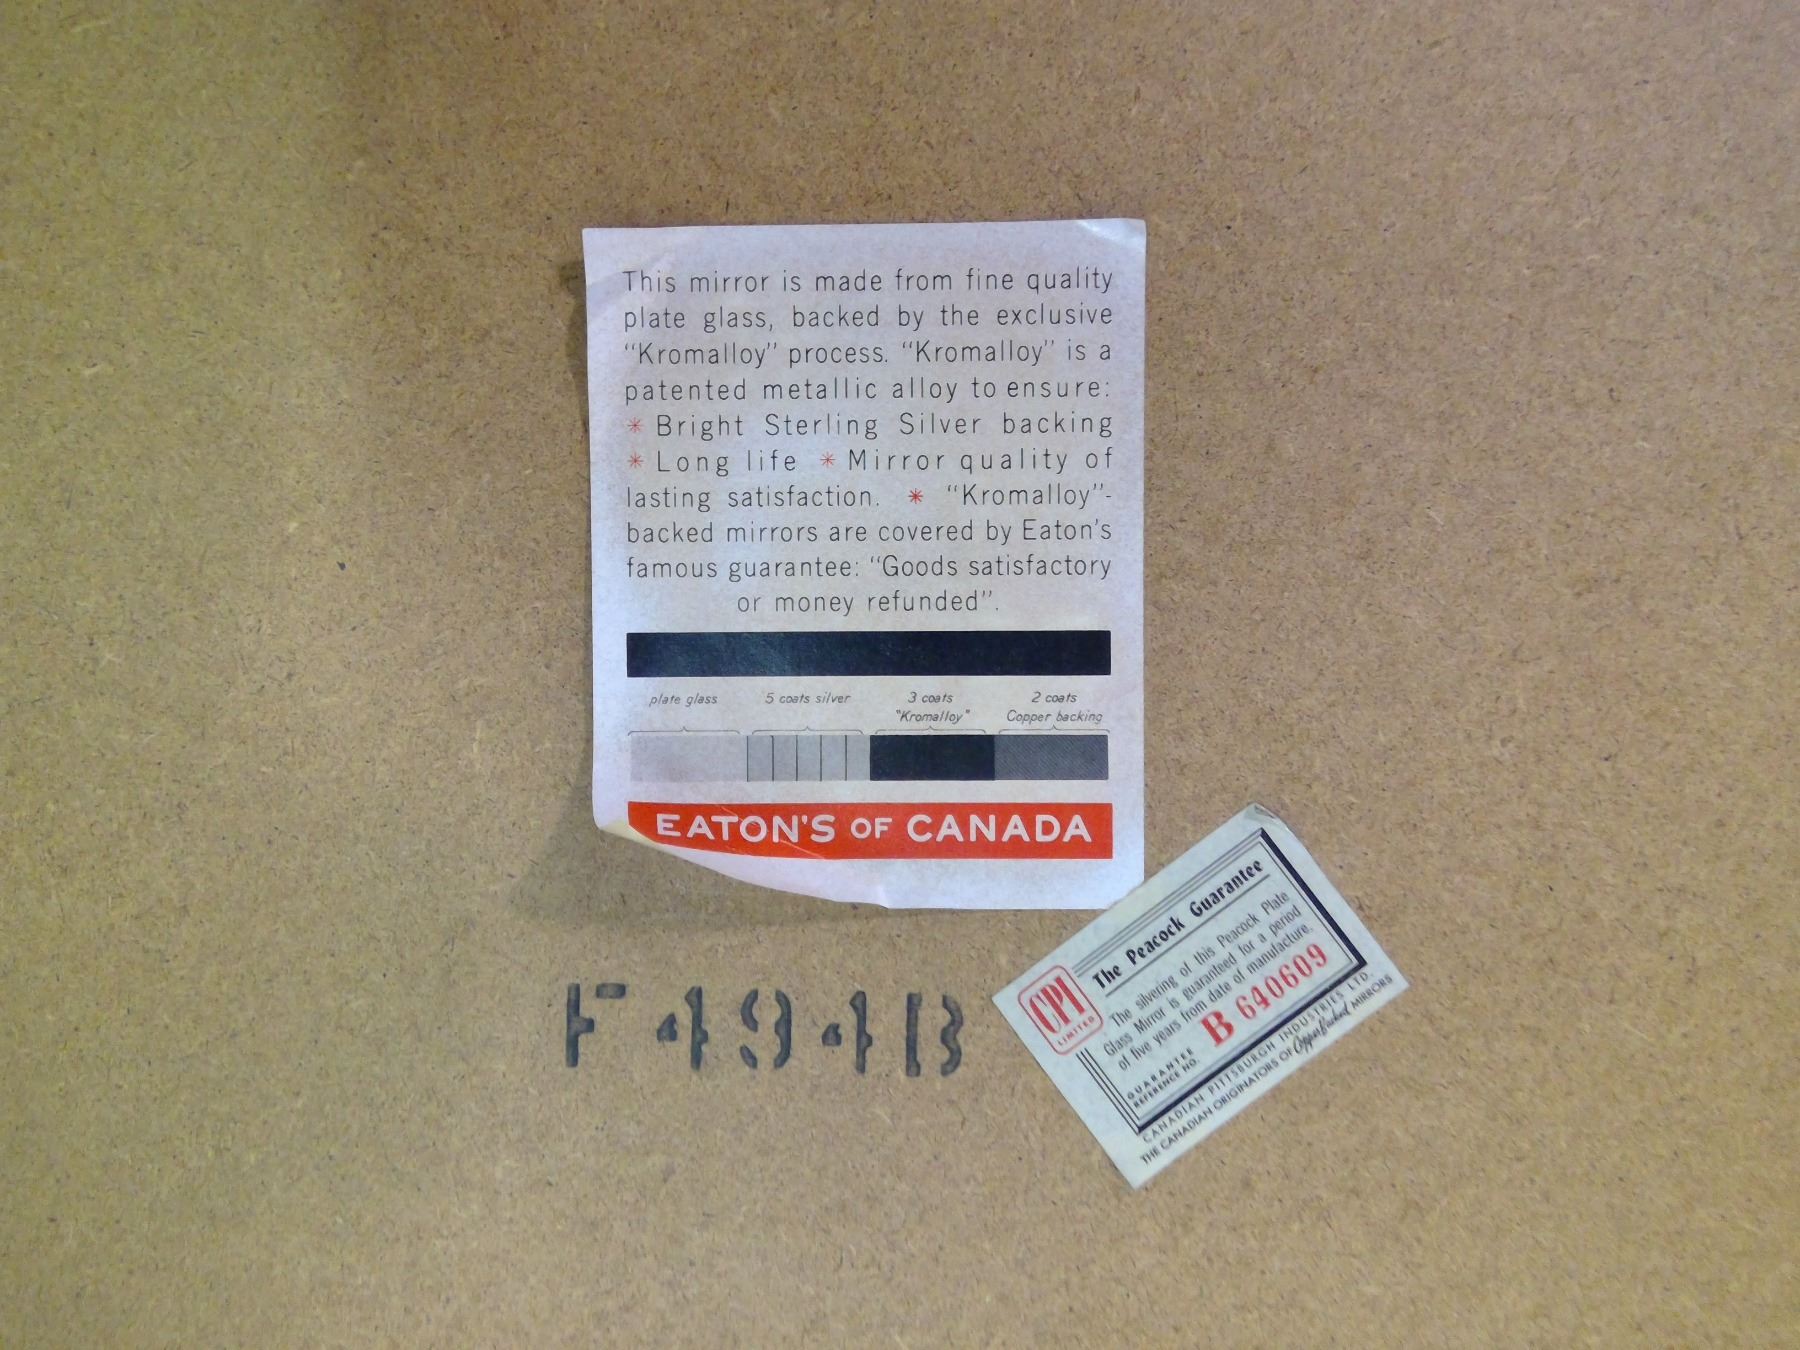 This mirror is made from fine quality
plate glass, backed by the exclusive
“Kromalloy” process. “Kromalloy” is a
patented metallic alloy to ensure:
* Bright Sterling Silver backing
* Long life * Mirror quality of
lasting satisfaction. * “Kromalloy”-
backed mirrors are covered by Eaton's
famous guarantee: “Goods satisfactory
or money refunded”.
plate glass 5 coats silver 3 coats 2 coats
"Kromalloy" Copper backing
EATON'S OF CANADA
F 494B
CPI
LIMITED
The Peacock Guarantee
The silvering of this Peacock Plate
Glass Mirror is guaranteed for a period
of five years from date of manufacture.
GUARANTEE
REFERENCE NO.
B 640609
CANADIAN PITTSBURGH INDUSTRIES LTD.
THE CANADIAN ORIGINATORS OF Copper Backed MIRRORS